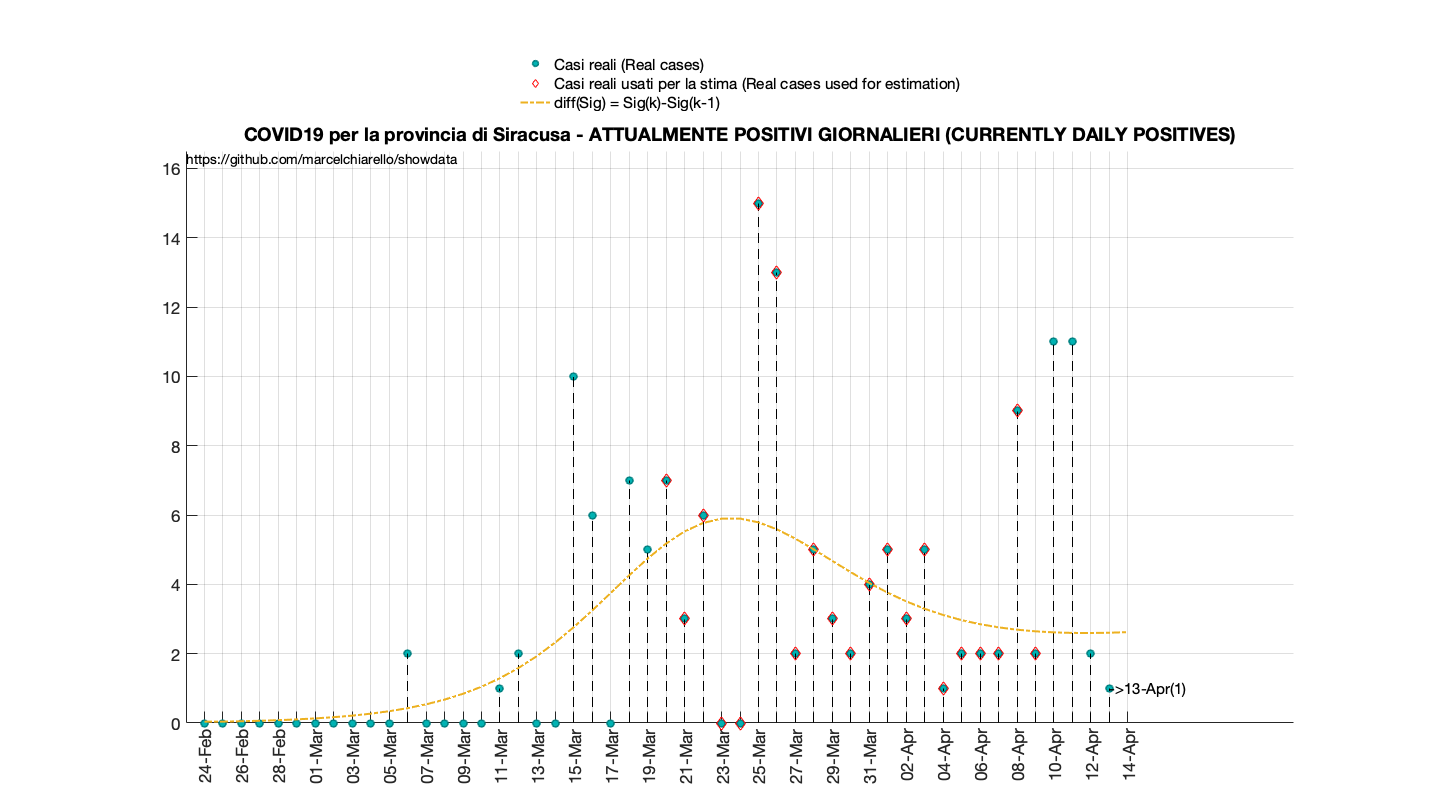 Casi reali (Real cases)
Casi reali usati per la stima (Real cases used for estimation)
diff(Sig) = Sig(k)-Sig(k-1)
COVID19 per la provincia di Siracusa - ATTUALMENTE POSITIVI GIORNALIERI (CURRENTLY DAILY POSITIVES)
https://github.com/marcelchiarello/showdata
16
14
12
10
8
6
4
2
0
->13-Apr(1)
24-Feb
26-Feb
28-Feb
01-Mar
03-Mar
05-Mar
07-Mar
09-Mar
11-Mar
13-Mar
15-Mar
17-Mar
19-Mar
21-Mar
23-Mar
25-Mar
27-Mar
29-Mar
31-Mar
02-Apr
04-Apr
06-Apr
08-Apr
10-Apr
12-Apr
14-Apr